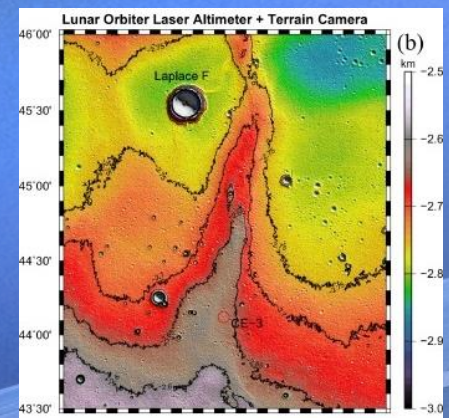 Lunar Orbiter Laser Altimeter + Terrain Camera
(b)
km
46°00'
45°30'
45°00'
44°30'
44°00'
43°30'
Laplace F
CE-3
−2.5
−2.6
−2.7
−2.8
−2.9
−3.0